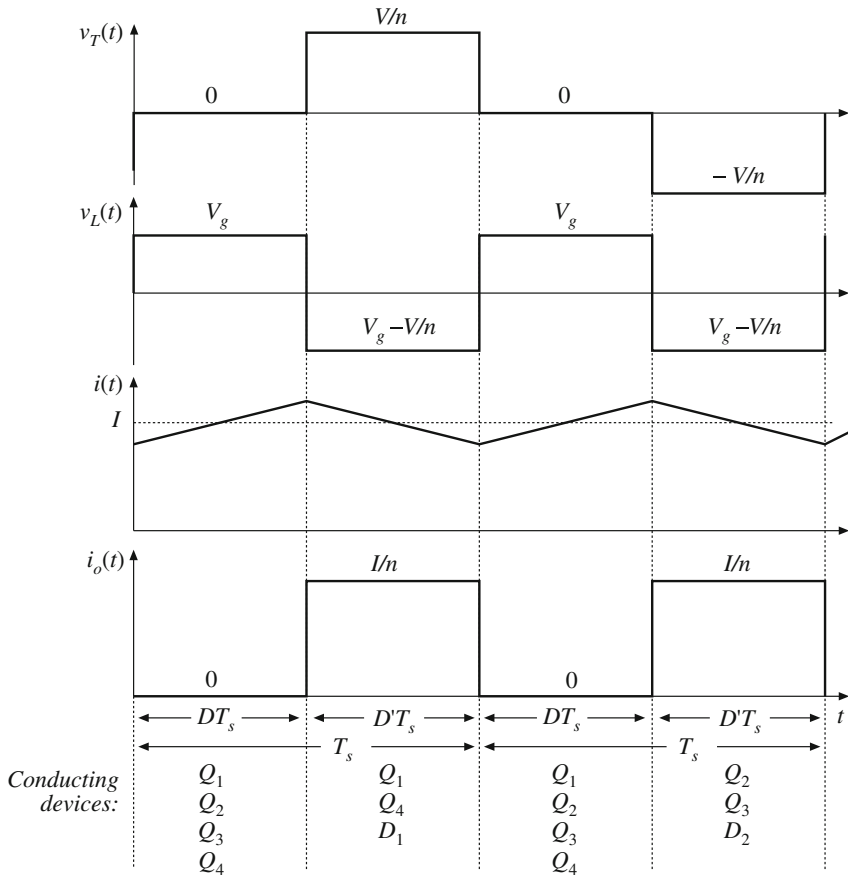 v_T(t)
V/n
0
0
– V/n
v_L(t)
V_g
V_g
V_g –V/n
V_g –V/n
i(t)
I
i_o(t)
I/n
I/n
0
0
DT_s
D'T_s
DT_s
D'T_s
t
T_s
T_s
Conducting devices:
Q_1
Q_2
Q_3
Q_4
Q_1
Q_4
D_1
Q_1
Q_2
Q_3
Q_4
Q_2
Q_3
D_2